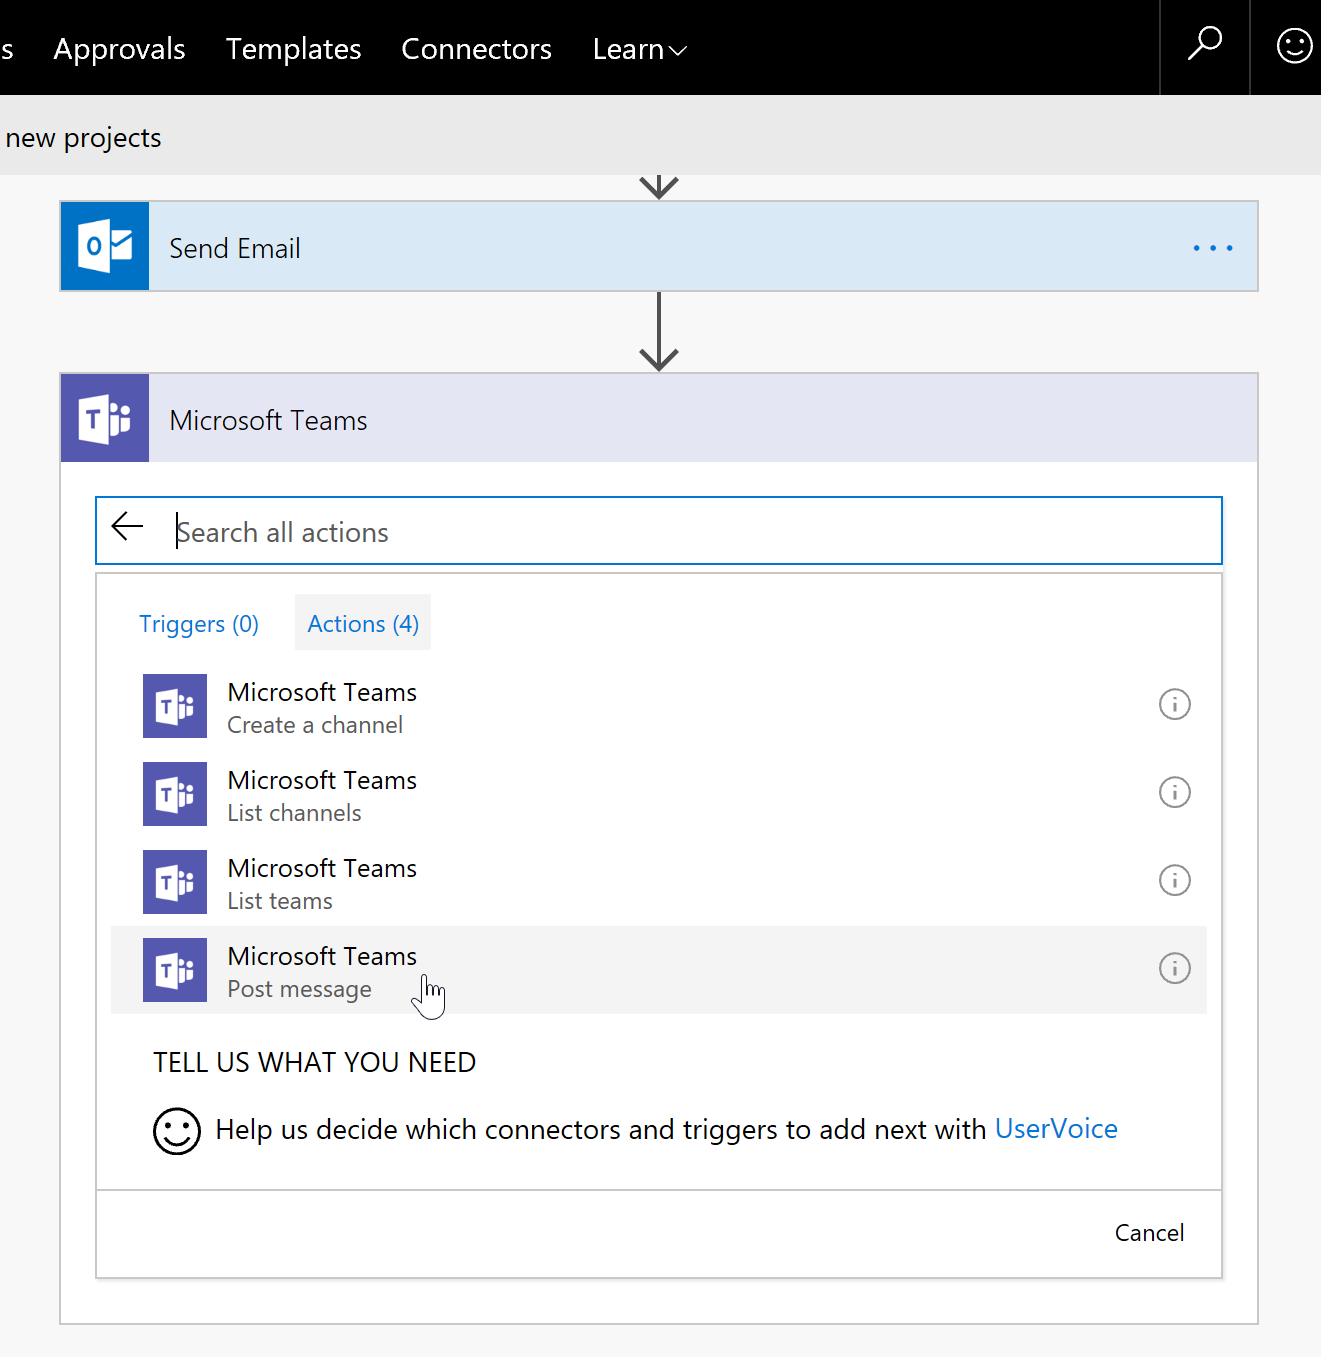 s Approvals Templates Connectors Learn
new projects
Send Email
Microsoft Teams
Search all actions
Triggers (0) Actions (4)
Microsoft Teams
Create a channel
Microsoft Teams
List channels
Microsoft Teams
List teams
Microsoft Teams
Post message
TELL US WHAT YOU NEED
Help us decide which connectors and triggers to add next with UserVoice
Cancel